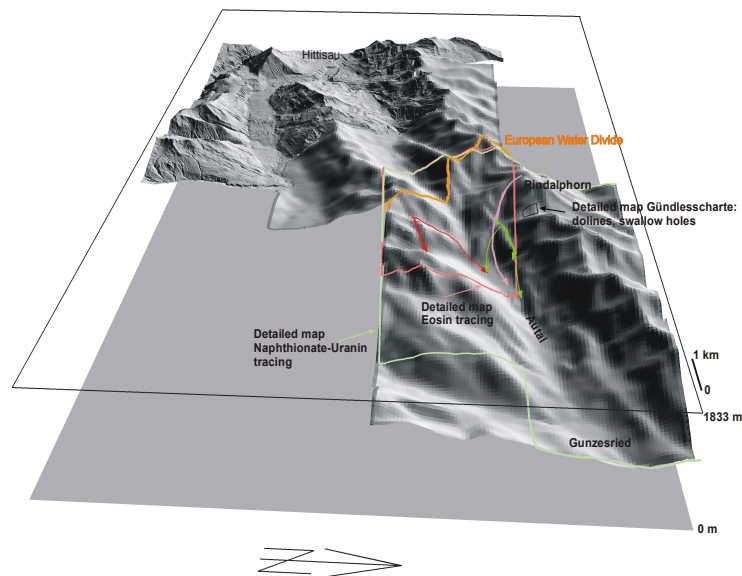 Hittisau
European Water Divide
Rindalphorn
Detailed map Gündlesscharte:
dolines, swallow holes
Detailed map
Eosin tracing
Autal
Detailed map
Naphthionate-Uranin
tracing
1 km
0
1833 m
Gunzesried
0 m
N